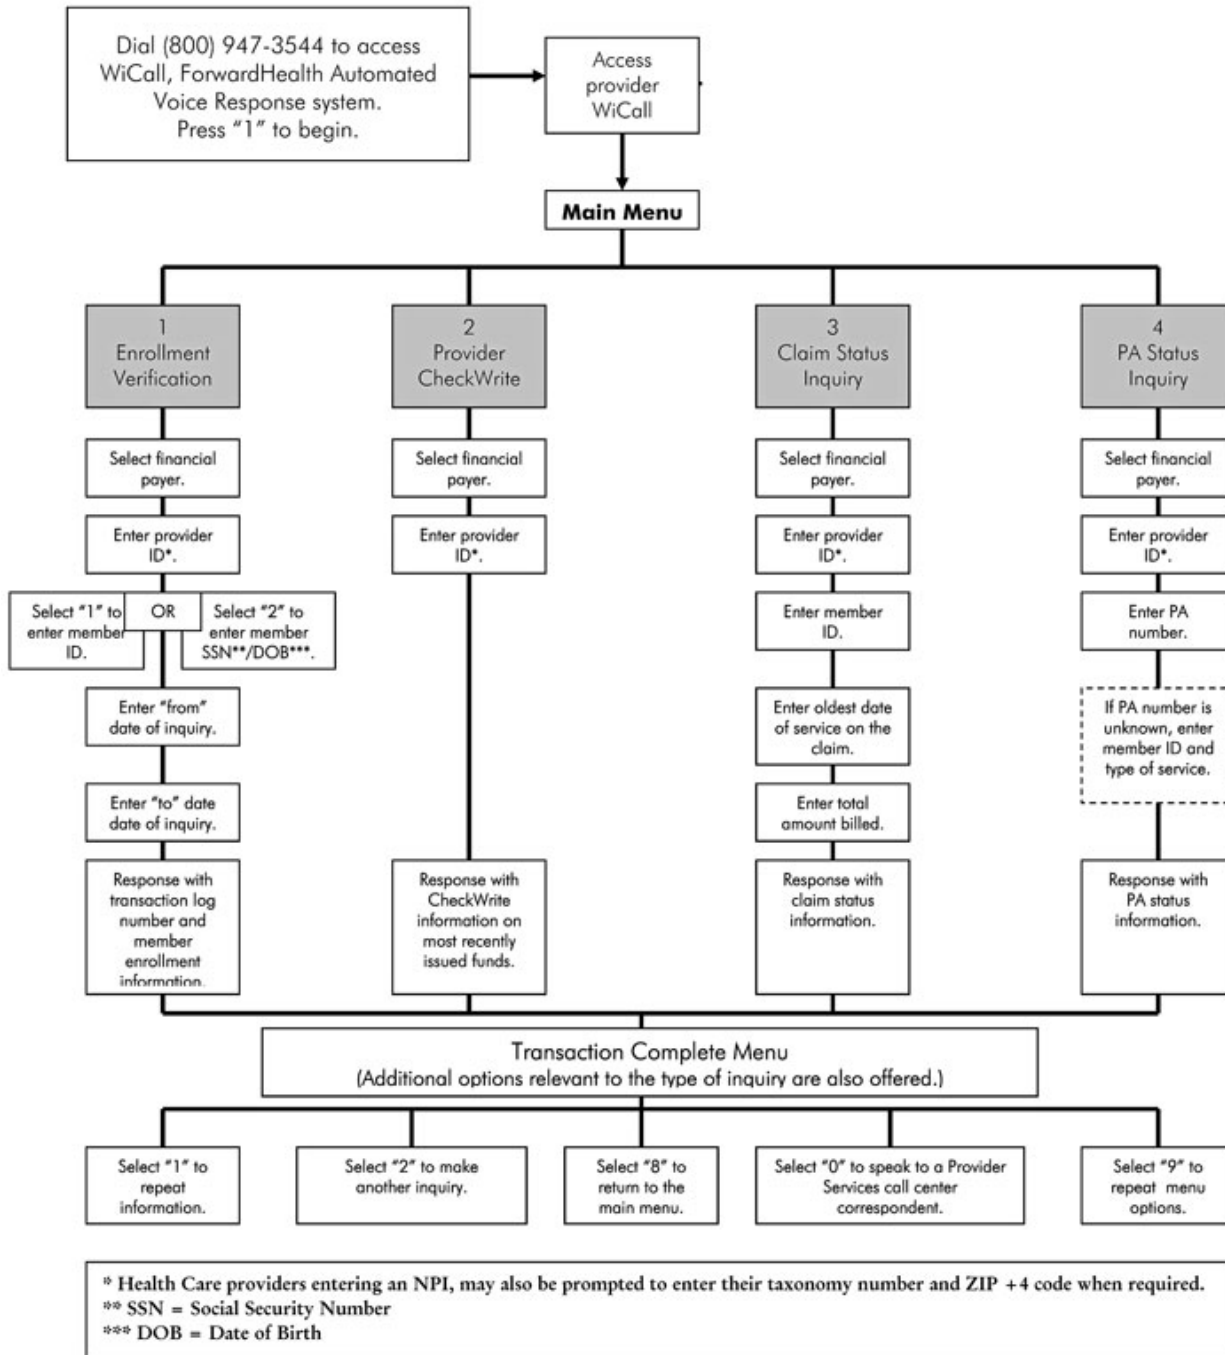 Dial (800) 947-3544 to access
WiCall, ForwardHealth Automated
Voice Response system.
Press "1" to begin.
Access
provider
WiCall
Main Menu
1
Enrollment
Verification
2
Provider
CheckWrite
3
Claim Status
Inquiry
4
PA Status
Inquiry
Select financial
payer.
Select financial
payer.
Select financial
payer.
Select financial
payer.
Enter provider
ID*.
Enter provider
ID*.
Enter provider
ID*.
Enter provider
ID*.
Select "1" to
enter member
ID.
OR
Select "2" to
enter member
SSN**/DOB***.
Enter member
ID.
Enter PA
number.
Enter "from"
date of inquiry.
Enter oldest date
of service on the
claim.
If PA number is
unknown, enter
member ID and
type of service.
Enter "to" date
date of inquiry.
Enter total
amount billed.
Response with
transaction log
number and
member
enrollment
information.
Response with
CheckWrite
information on
most recently
issued funds.
Response with
claim status
information.
Response with
PA status
information.
Transaction Complete Menu
(Additional options relevant to the type of inquiry are also offered.)
Select "1" to
repeat
information.
Select "2" to make
another inquiry.
Select "8" to
return to the
main menu.
Select "0" to speak to a Provider
Services call center
correspondent.
Select "9" to
repeat menu
options.
* Health Care providers entering an NPI, may also be prompted to enter their taxonomy number and ZIP +4 code when required.
** SSN = Social Security Number
*** DOB = Date of Birth